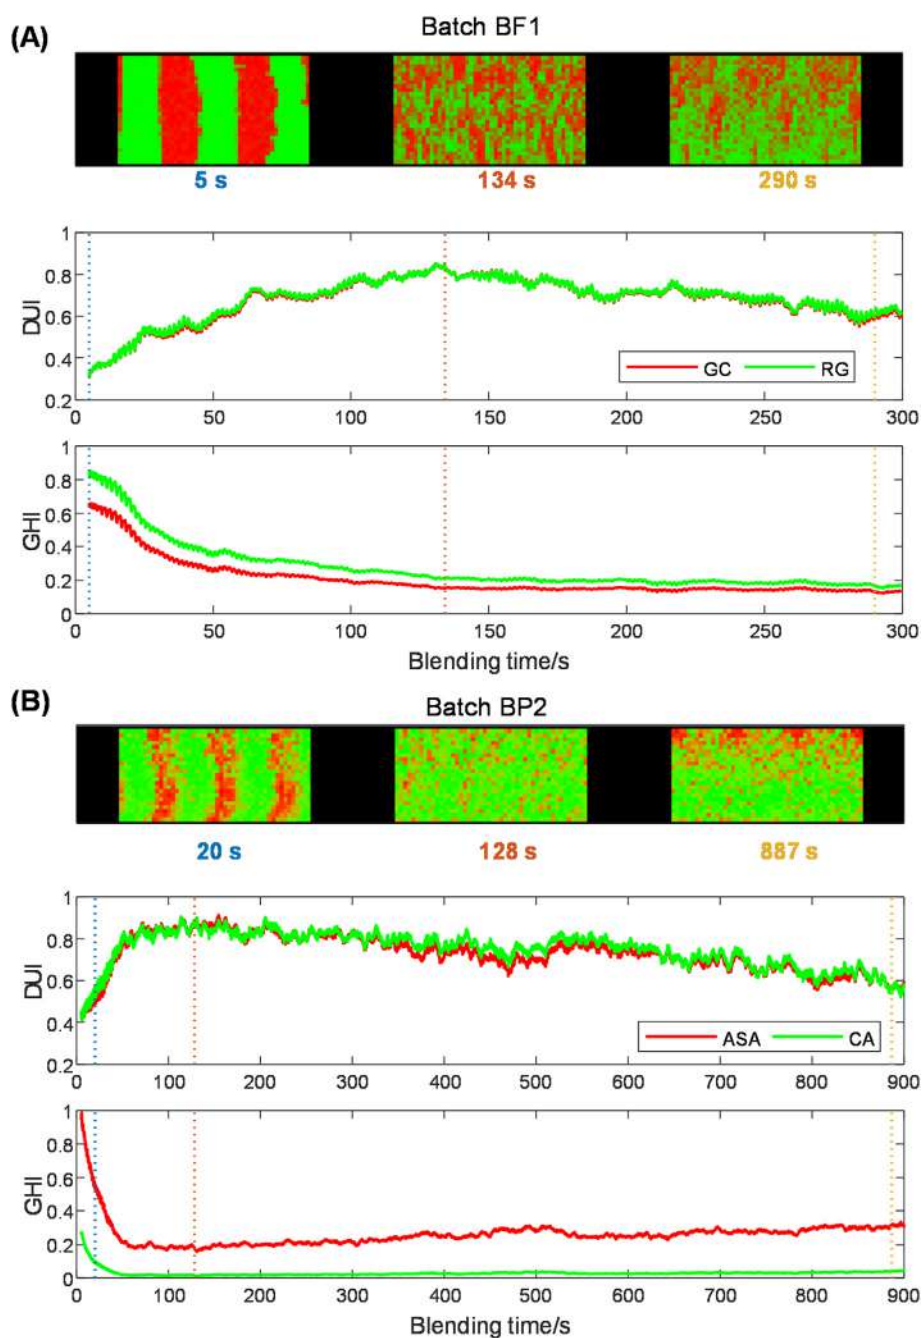 (A)
Batch BF1
5 s 134 s 290 s
1
0.8
0.6
0.4
0.2
DUI
GC RG
0 50 100 150 200 250 300
1
0.8
0.6
0.4
0.2
0
GHI
0 50 100 150 200 250 300
Blending time/s
(B)
Batch BP2
20 s 128 s 887 s
1
0.8
0.6
0.4
0.2
DUI
ASA CA
0 100 200 300 400 500 600 700 800 900
1
0.8
0.6
0.4
0.2
0
GHI
0 100 200 300 400 500 600 700 800 900
Blending time/s